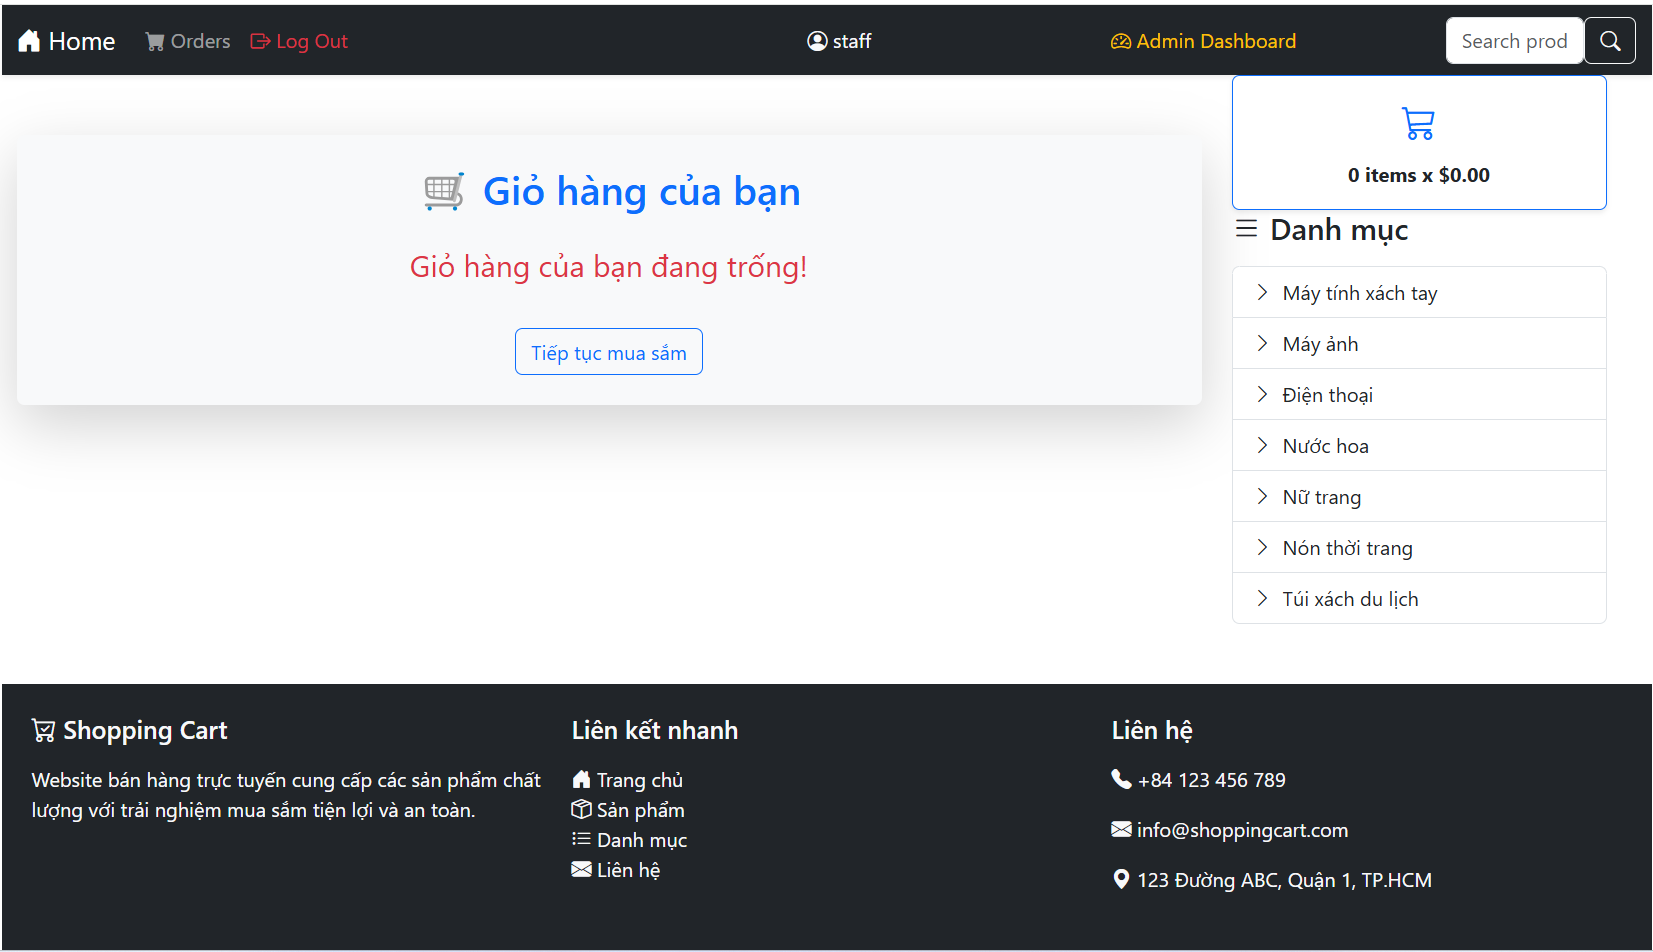 Home Orders Log Out staff Admin Dashboard Search prod
Giỏ hàng của bạn
Giỏ hàng của bạn đang trống!
Tiếp tục mua sắm
0 items x $0.00
Danh mục
Máy tính xách tay
Máy ảnh
Điện thoại
Nước hoa
Nữ trang
Nón thời trang
Túi xách du lịch
Shopping Cart
Website bán hàng trực tuyến cung cấp các sản phẩm chất
lượng với trải nghiệm mua sắm tiện lợi và an toàn.
Liên kết nhanh
Trang chủ
Sản phẩm
Danh mục
Liên hệ
Liên hệ
+84 123 456 789
info@shoppingcart.com
123 Đường ABC, Quận 1, TP.HCM